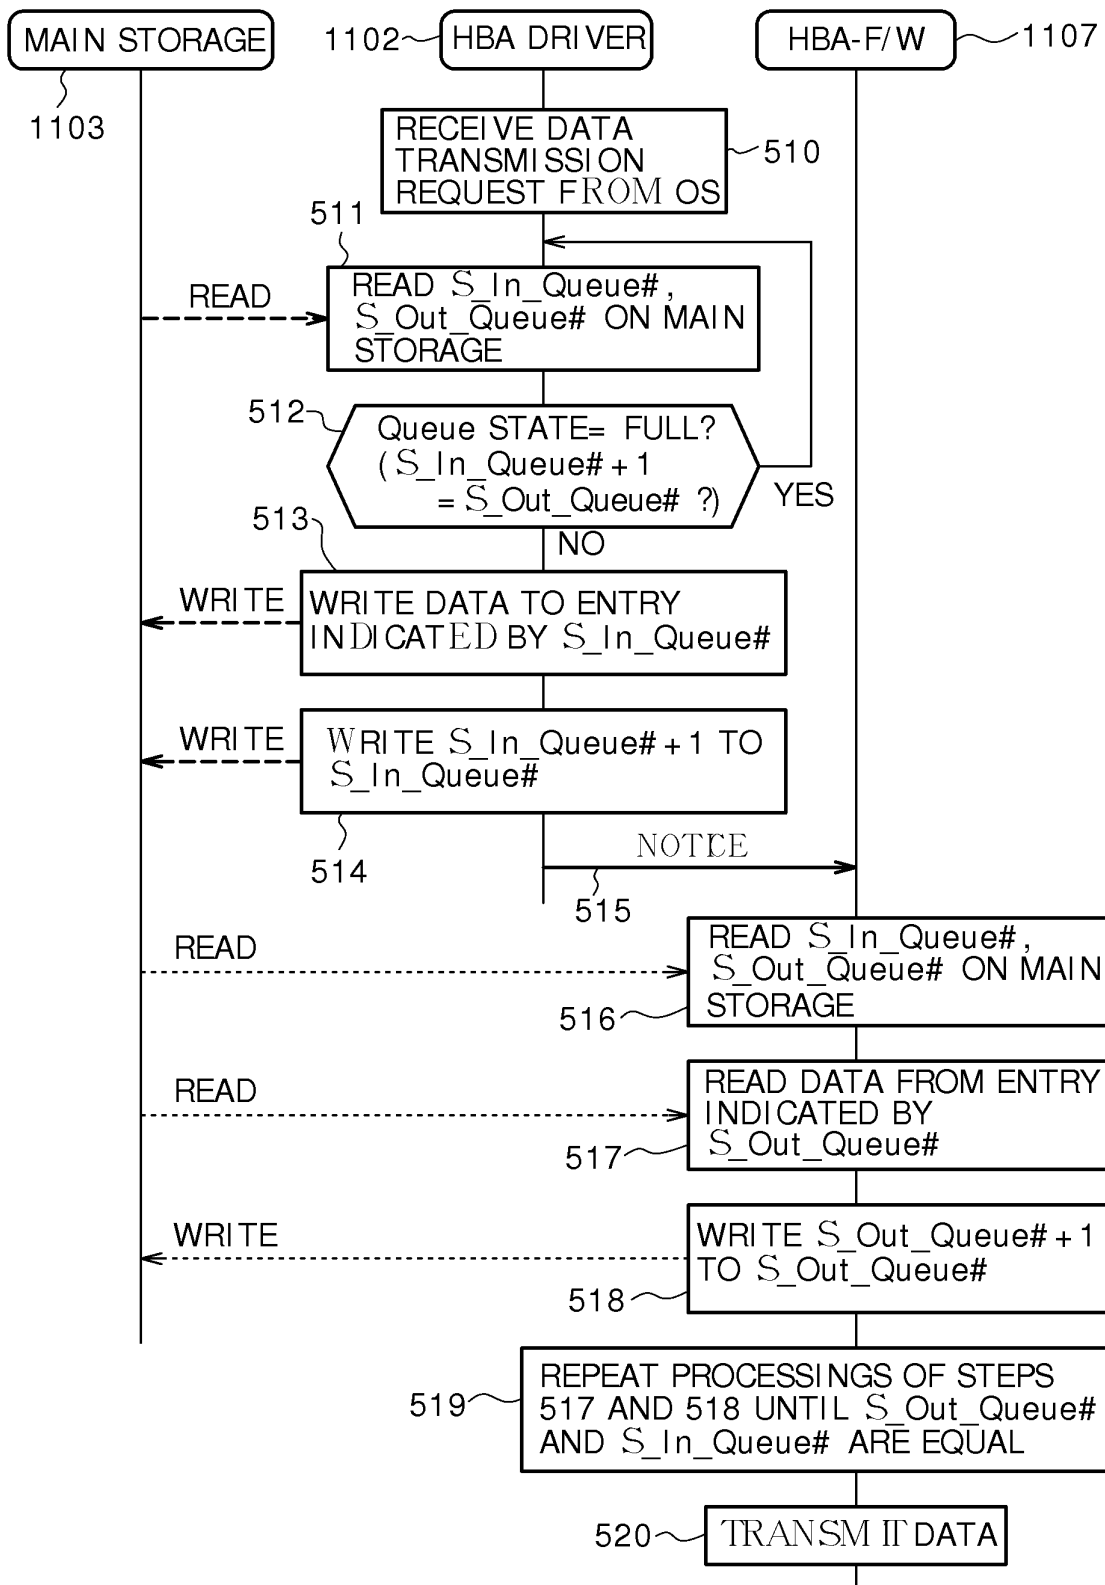 MAIN STORAGE
1102
HBA DRIVER
HBA-F/W
1107
1103
RECEIVE DATA
TRANSMISSION
REQUEST FROM OS
510
511
READ
READ S_In_Queue#,
S_Out_Queue# ON MAIN
STORAGE
512
Queue STATE= FULL?
(S_In_Queue#+1
= S_Out_Queue# ?)
YES
513
NO
WRITE
WRITE DATA TO ENTRY
INDICATED BY S_In_Queue#
WRITE
WRITE S_In_Queue#+1 TO
S_In_Queue#
514
NOTICE
515
READ
READ S_In_Queue#,
S_Out_Queue# ON MAIN
STORAGE
516
READ
READ DATA FROM ENTRY
INDICATED BY
S_Out_Queue#
517
WRITE
WRITE S_Out_Queue#+1
TO S_Out_Queue#
518
REPEAT PROCESSINGS OF STEPS
517 AND 518 UNTIL S_Out_Queue#
AND S_In_Queue# ARE EQUAL
519
520
TRANSMIT DATA